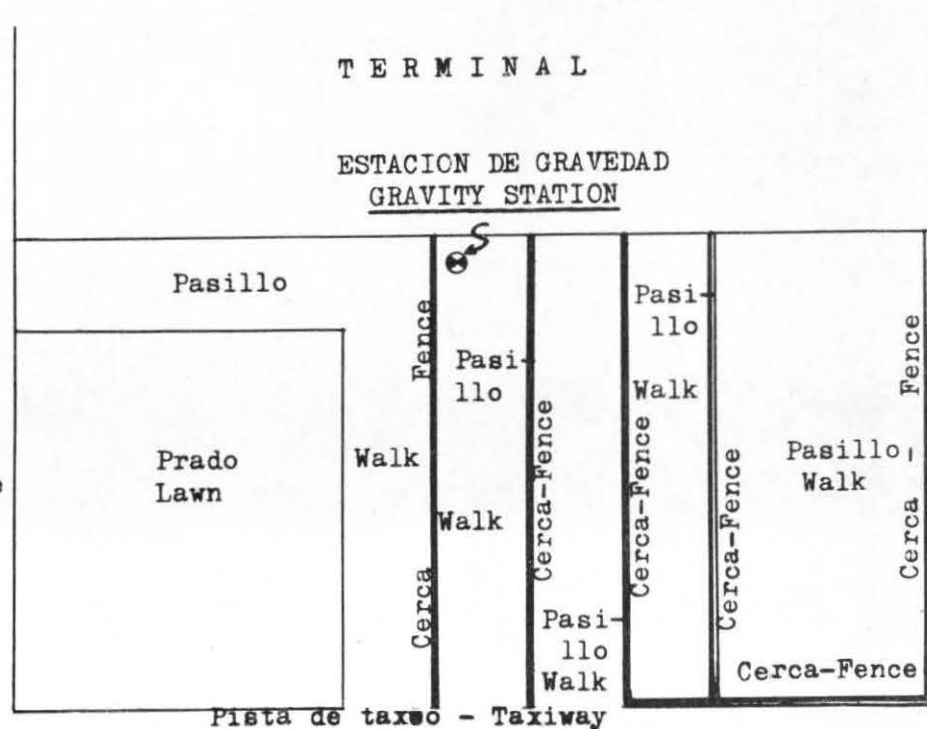 TERMINAL
ESTACION DE GRAVEDAD
GRAVITY STATION
Pasillo
Pasi-
llo
Fence
Fence
Pasi-
llo
Walk
Prado
Lawn
Walk
Pasillo-
Walk
Walk
Cerca-Fence
Cerca-Fence
Cerca-Fence
Cerca
Cerca
Pasi-
llo
Walk
Cerca-Fence
Pista de taxeo - Taxiway